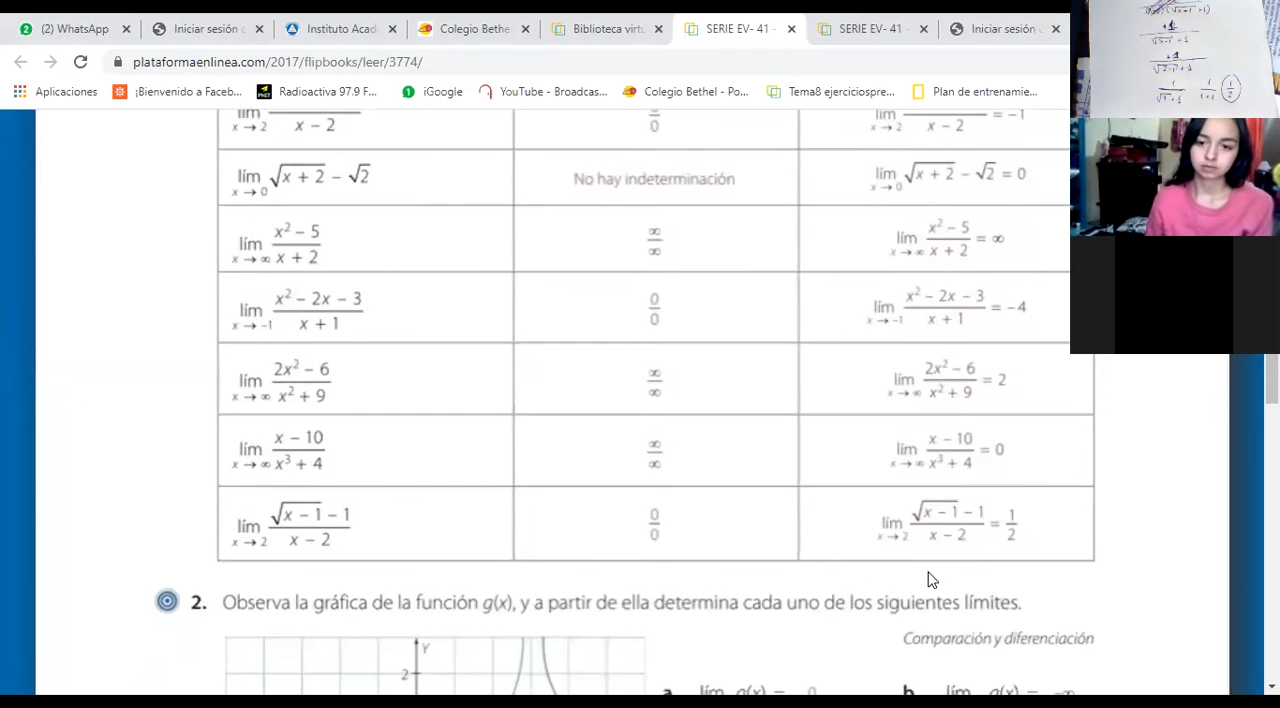 (2) WhatsApp
Iniciar sesión c
Instituto Acad
Colegio Bethe
Biblioteca virtu
SERIE EV- 41 -
SERIE EV- 41 -
Iniciar sesión
plataformaenlinea.com/2017/flipbooks/leer/3774/
Aplicaciones
¡Bienvenido a Faceb...
Radioactiva 97.9 F...
iGoogle
YouTube - Broadcas...
Colegio Bethel - Po...
Temai_ejerciciospre...
Plan de entrenamie...
lím x → 2 x − 2
0
lím x → 2 x − 2 = −1
lím x → 0 √x + 2 − √2
No hay indeterminación
lím x → 0 √x + 2 − √2 = 0
lím x → ∞ x² − 5 / x + 2
∞ / ∞
lím x → ∞ x² − 5 / x + 2 = ∞
lím x → −1 x² − 2x − 3 / x + 1
0 / 0
lím x → −1 x² − 2x − 3 / x + 1 = −4
lím x → ∞ 2x² − 6 / x² + 9
∞ / ∞
lím x → ∞ 2x² − 6 / x² + 9 = 2
lím x → ∞ x − 10 / x³ + 4
∞ / ∞
lím x → ∞ x − 10 / x³ + 4 = 0
lím x → 2 √x − 1 − 1 / x − 2
0 / 0
lím x → 2 √x − 1 − 1 / x − 2 = 1 / 2
2. Observa la gráfica de la función g(x), y a partir de ella determina cada uno de los siguientes límites.
Comparación y diferenciación
Y
2
a. lím g(x) = 0
b. lím g(x) = −∞